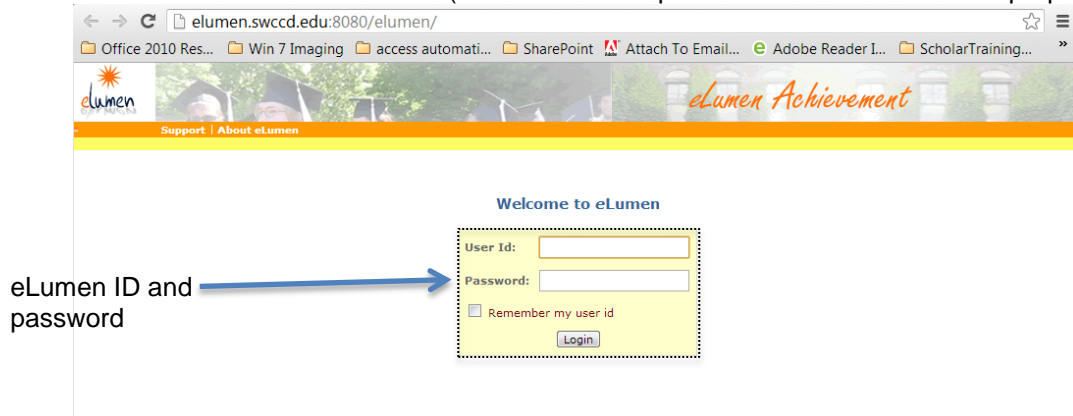 elumen.swccd.edu:8080/elumen/
Office 2010 Res... Win 7 Imaging access automati... SharePoint Attach To Email... Adobe Reader I... ScholarTraining... »
elumen eLumen Achievement
Support | About eLumen
Welcome to eLumen
User Id:
eLumen ID and
password
Password:
Remember my user id
Login